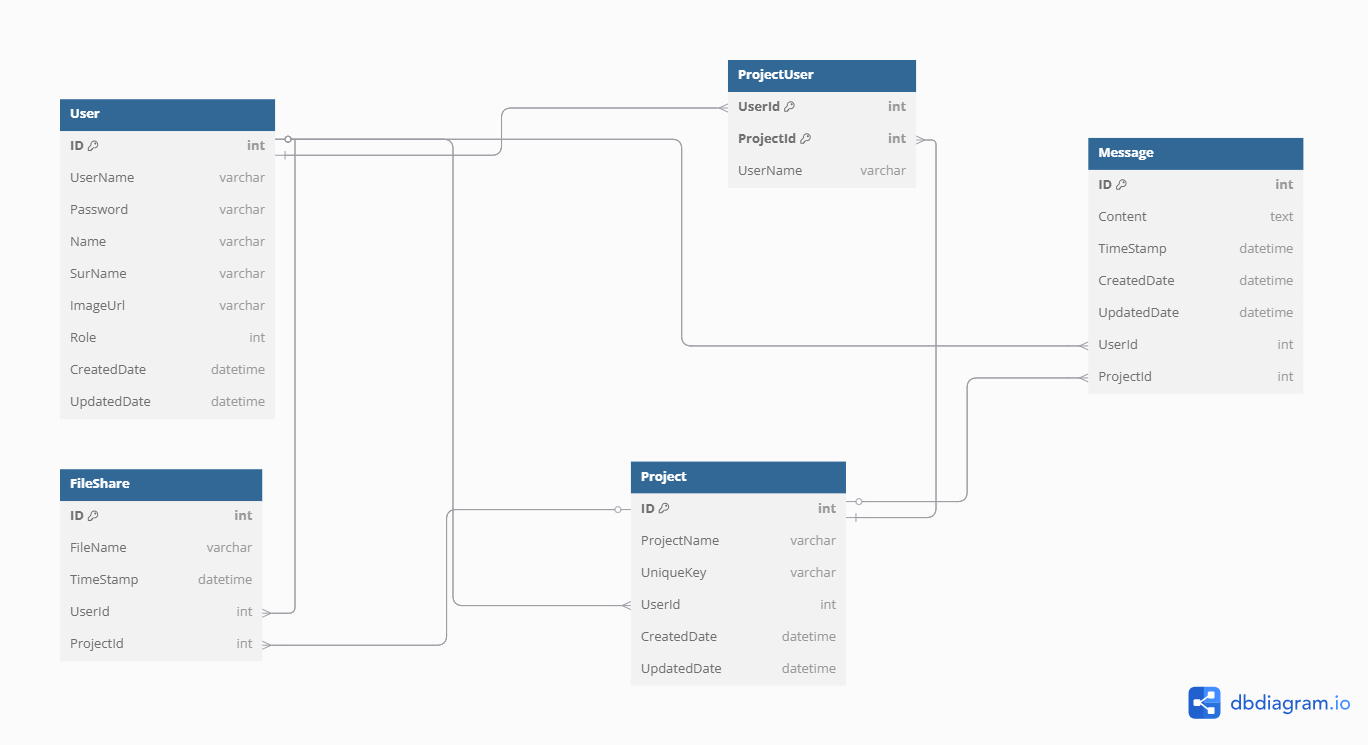 User
ID int
UserName varchar
Password varchar
Name varchar
SurName varchar
ImageUrl varchar
Role int
CreatedDate datetime
UpdatedDate datetime
ProjectUser
UserId int
ProjectId int
UserName varchar
Message
ID int
Content text
TimeStamp datetime
CreatedDate datetime
UpdatedDate datetime
UserId int
ProjectId int
FileShare
ID int
FileName varchar
TimeStamp datetime
UserId int
ProjectId int
Project
ID int
ProjectName varchar
UniqueKey varchar
UserId int
CreatedDate datetime
UpdatedDate datetime
dbdiagram.io